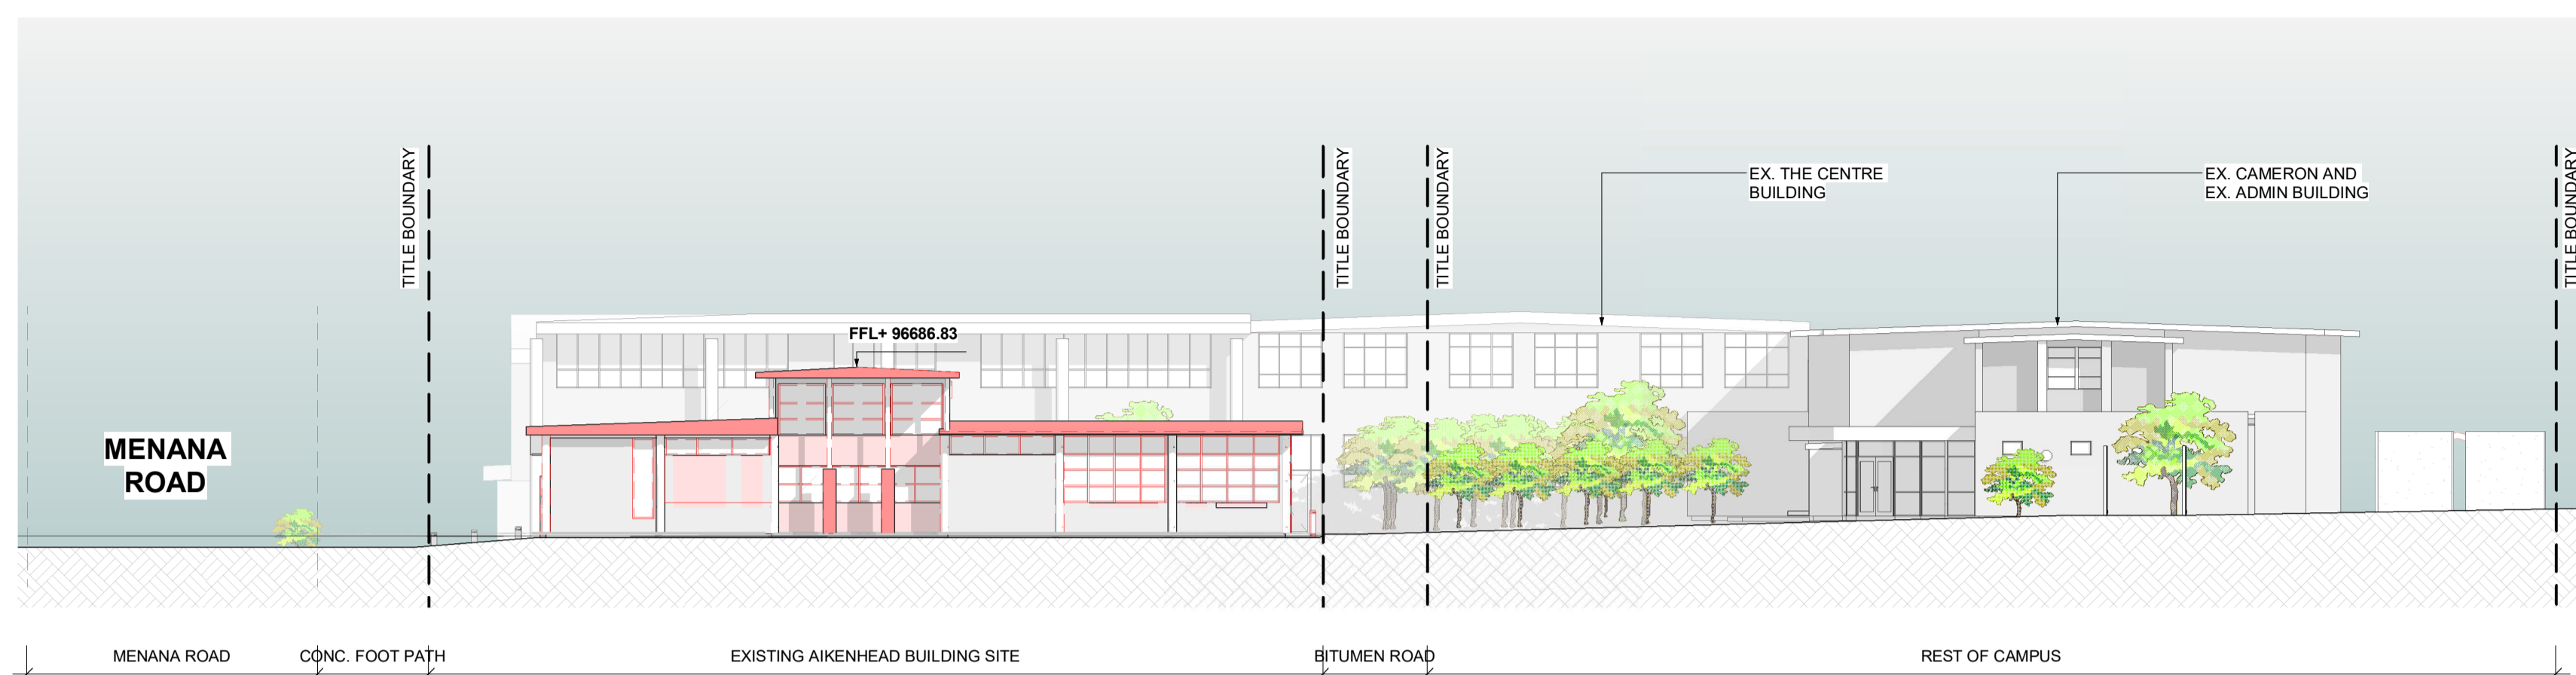 TITLE BOUNDARY
TITLE BOUNDARY
TITLE BOUNDARY
TITLE BOUNDARY
EX. THE CENTRE
BUILDING
EX. CAMERON AND
EX. ADMIN BUILDING
FFL+ 96686.83
MENANA
ROAD
MENANA ROAD
CONC. FOOT PATH
EXISTING AIKENHEAD BUILDING SITE
BITUMEN ROAD
REST OF CAMPUS